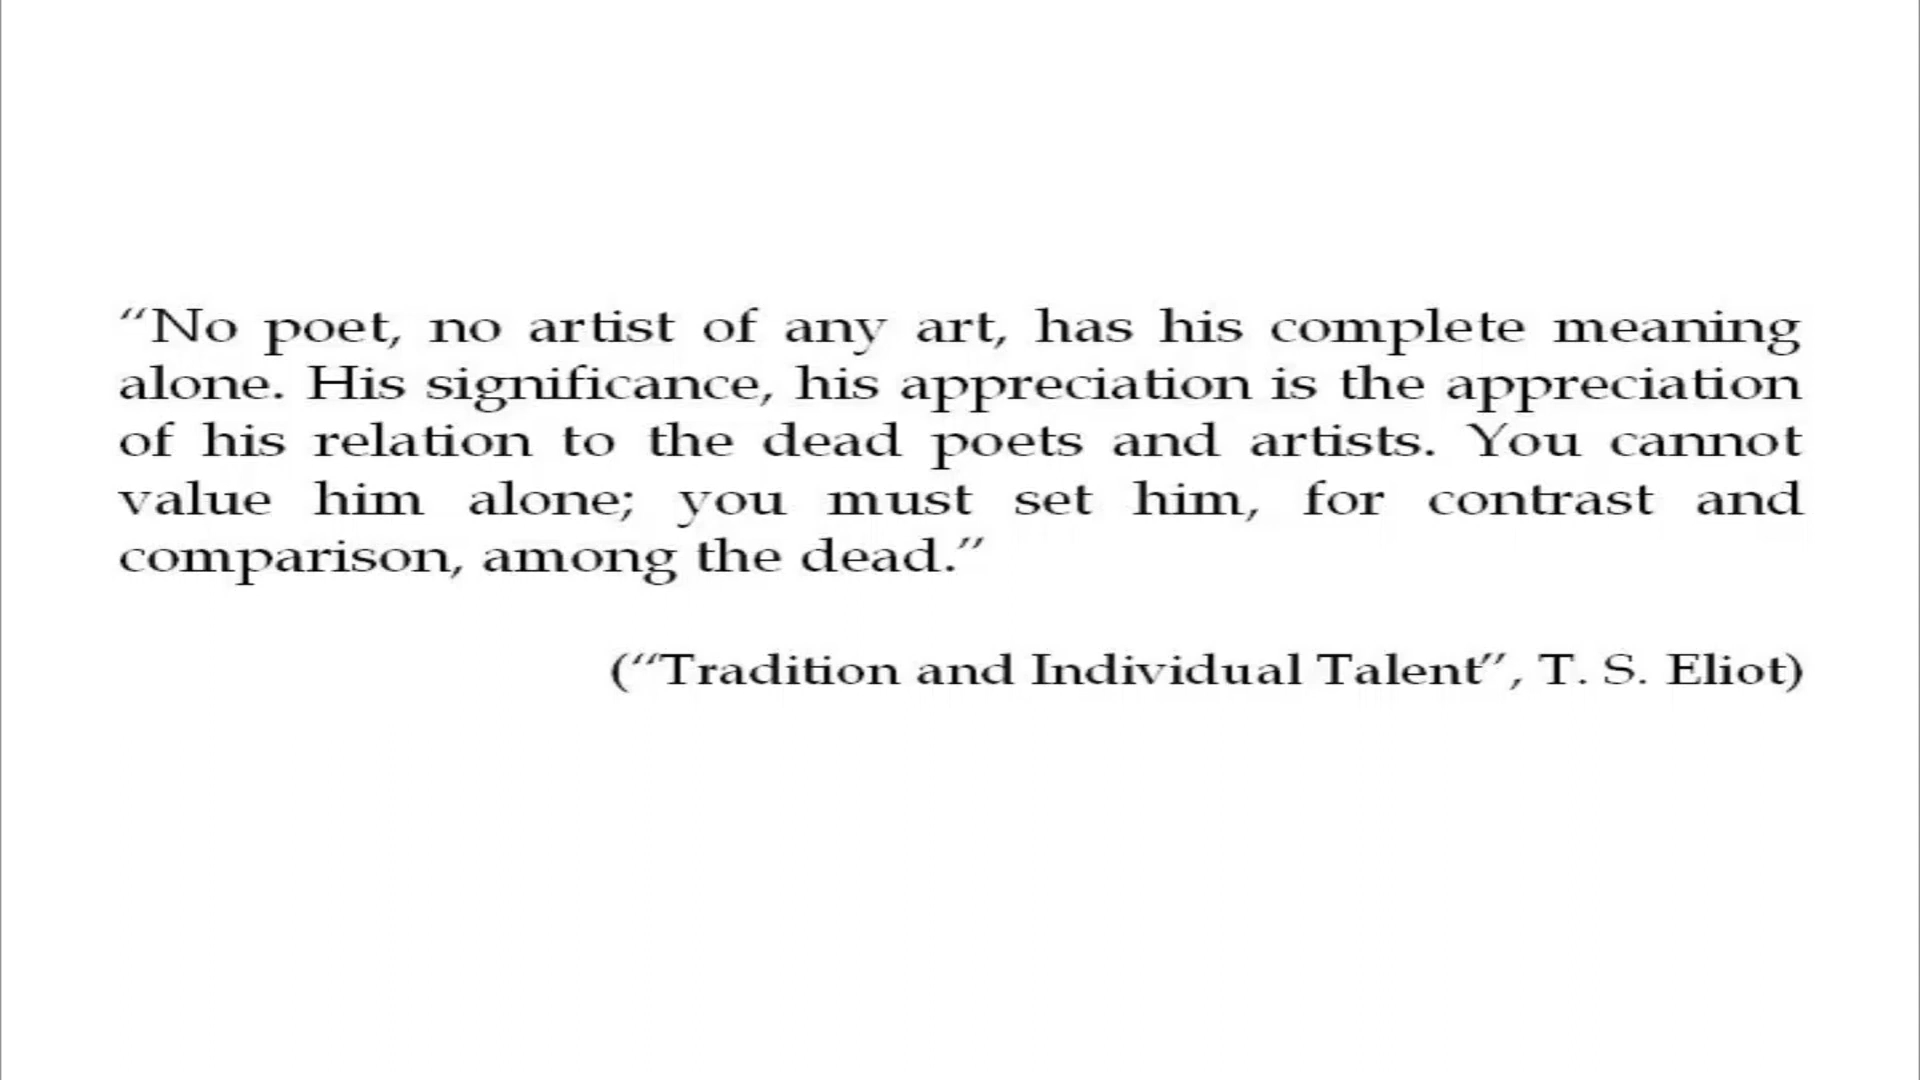 “No poet, no artist of any art, has his complete meaning
alone. His significance, his appreciation is the appreciation
of his relation to the dead poets and artists. You cannot
value him alone; you must set him, for contrast and
comparison, among the dead.”
(“Tradition and Individual Talent”, T. S. Eliot)